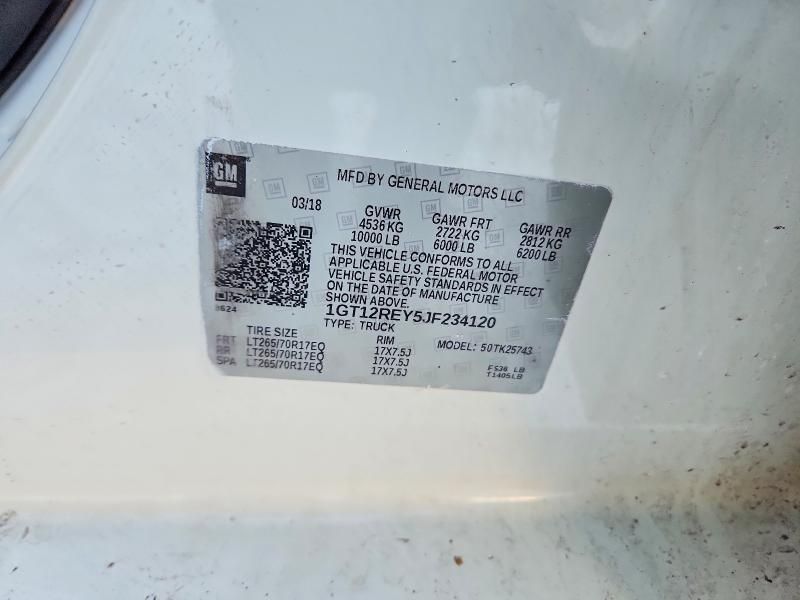 GM
MFD BY GENERAL MOTORS LLC
03/18
GVWR GAWR FRT GAWR RR
4536 KG 2722 KG 2812 KG
10000 LB 6000 LB 6200 LB
THIS VEHICLE CONFORMS TO ALL
APPLICABLE U.S. FEDERAL MOTOR
VEHICLE SAFETY STANDARDS IN EFFECT
ON THE DATE OF MANUFACTURE
SHOWN ABOVE.
1GT12REY5JF234120
TYPE: TRUCK
MODEL: 50TK25743
TIRE SIZE RIM
FRT LT265/70R17EQ 17X7.5J
RR LT265/70R17EQ 17X7.5J
SPA LT265/70R17EQ 17X7.5J